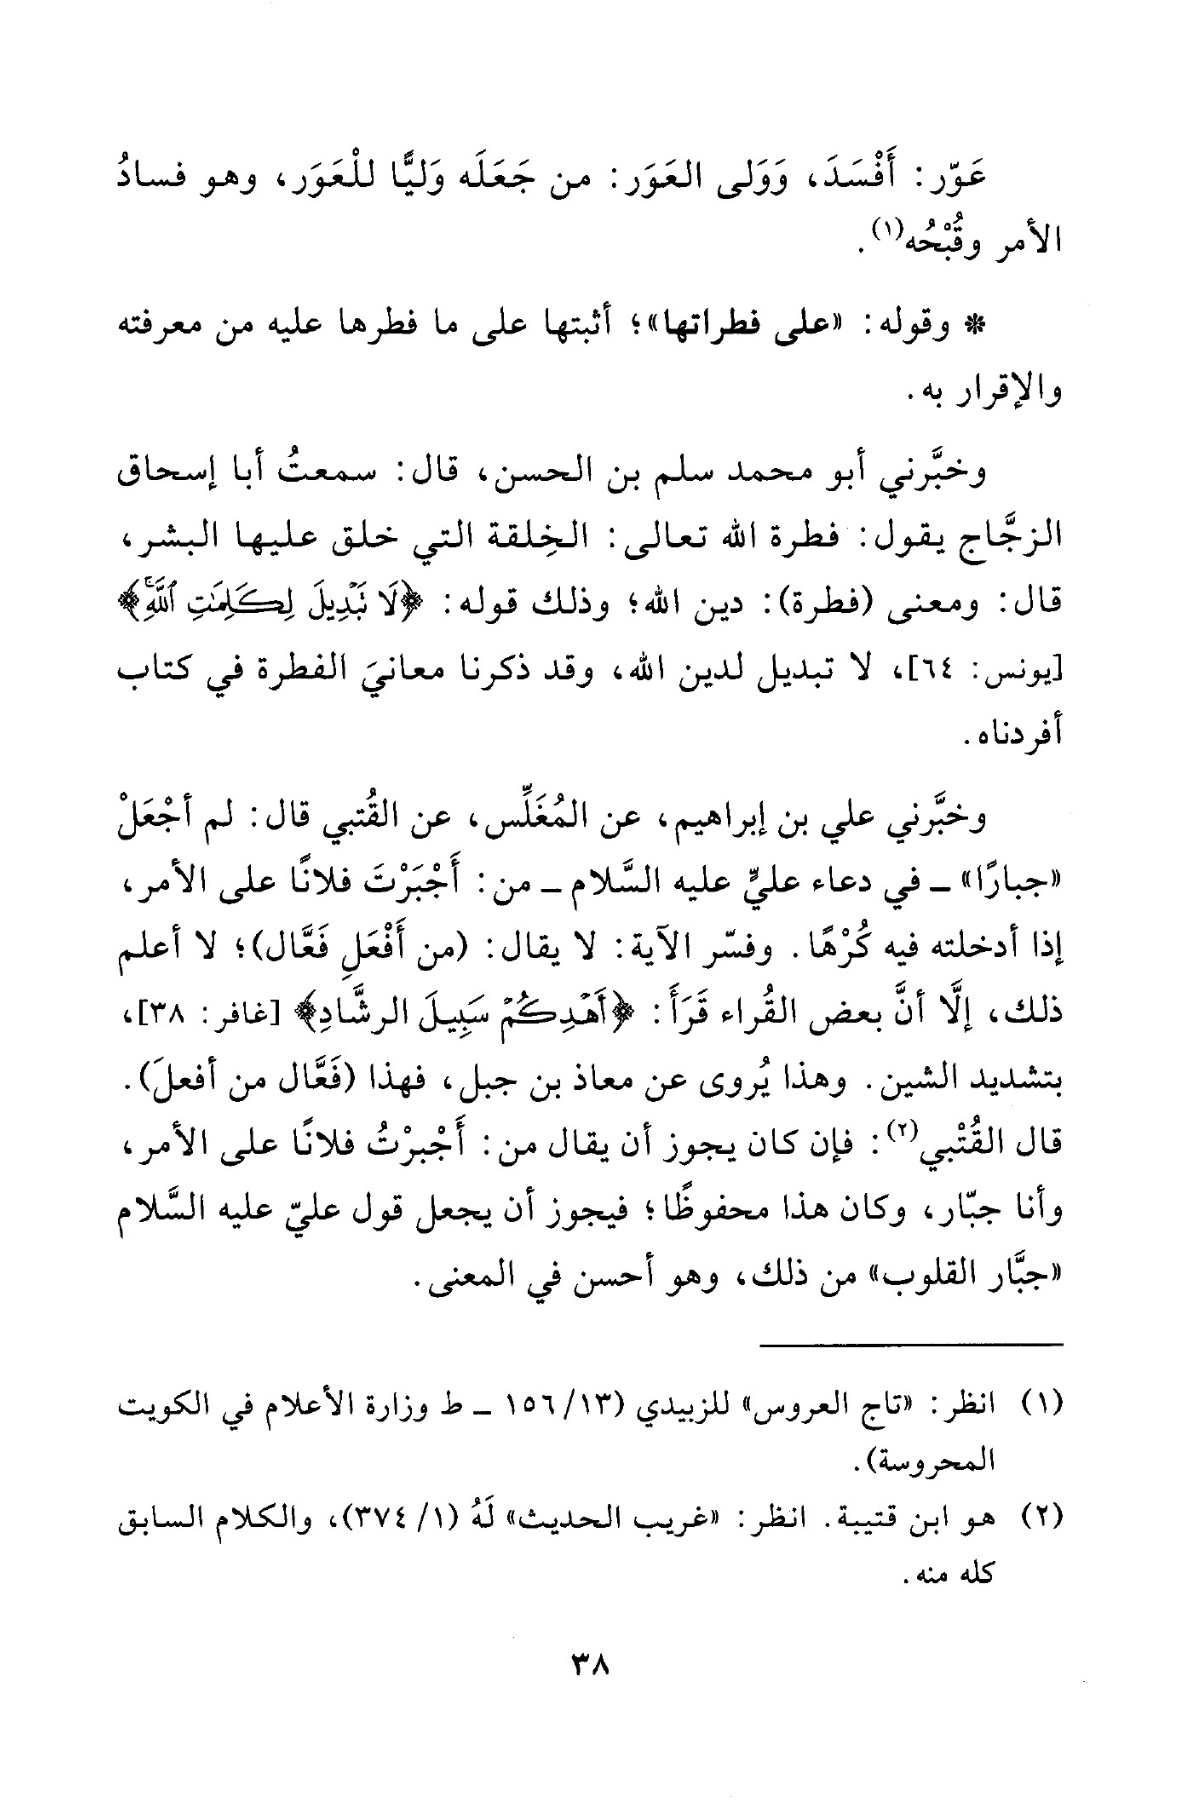 عَوّر: أَفْسَدَ، وَوَلى العَوَر: من جَعَلَه وَليًّا للْعَوَر، وهو فسادُ
الأمر وقُبْحُه(١).
* وقوله: «على فطراتها»؛ أثبتها على ما فطرها عليه من معرفته
والإقرار به.
وخبَّرني أبو محمد سلم بن الحسن، قال: سمعتُ أبا إسحاق
الزجَّاج يقول: فطرة الله تعالى: الخِلقة التي خلق عليها البشر،
قال: ومعنى (فطرة): دين الله؛ وذلك قوله: ﴿لَا نَبْدِيلَ لِكَلِمَٰتِ ٱللَّهِۚ﴾
[يونس: ٦٤]، لا تبديل لدين الله، وقد ذكرنا معانيَ الفطرة في كتاب
أفردناه.
وخبَّرني علي بن إبراهيم، عن المُغَلِّس، عن القُتبي قال: لم أجْعَلْ
«جبارًا» ـ في دعاء عليٍّ عليه السَّلام ـ من: أَجْبَرْتَ فلانًا على الأمر،
إذا أدخلته فيه كُرْهًا. وفسّر الآية: لا يقال: (من أَفْعَلِ فَعَّال)؛ لا أعلم
ذلك، إلَّا أنَّ بعض القُراء قَرَأَ: ﴿أَهْدِكُمْ سَبِيلَ الرشَّادِ﴾ [غافر: ٣٨]،
بتشديد الشين. وهذا يُروى عن معاذ بن جبل، فهذا (فَعَّال من أفعلَ).
قال القُتْبي(٢): فإن كان يجوز أن يقال من: أَجْبرْتُ فلانًا على الأمر،
وأنا جبّار، وكان هذا محفوظًا؛ فيجوز أن يجعل قول عليّ عليه السَّلام
«جبَّار القلوب» من ذلك، وهو أحسن في المعنى.
(١) انظر: «تاج العروس» للزبيدي (١٣/ ١٥٦ ـ ط وزارة الأعلام في الكويت
المحروسة).
(٢) هو ابن قتيبة. انظر: «غريب الحديث» لَهُ (١/ ٣٧٤)، والكلام السابق
كله منه.
٣٨